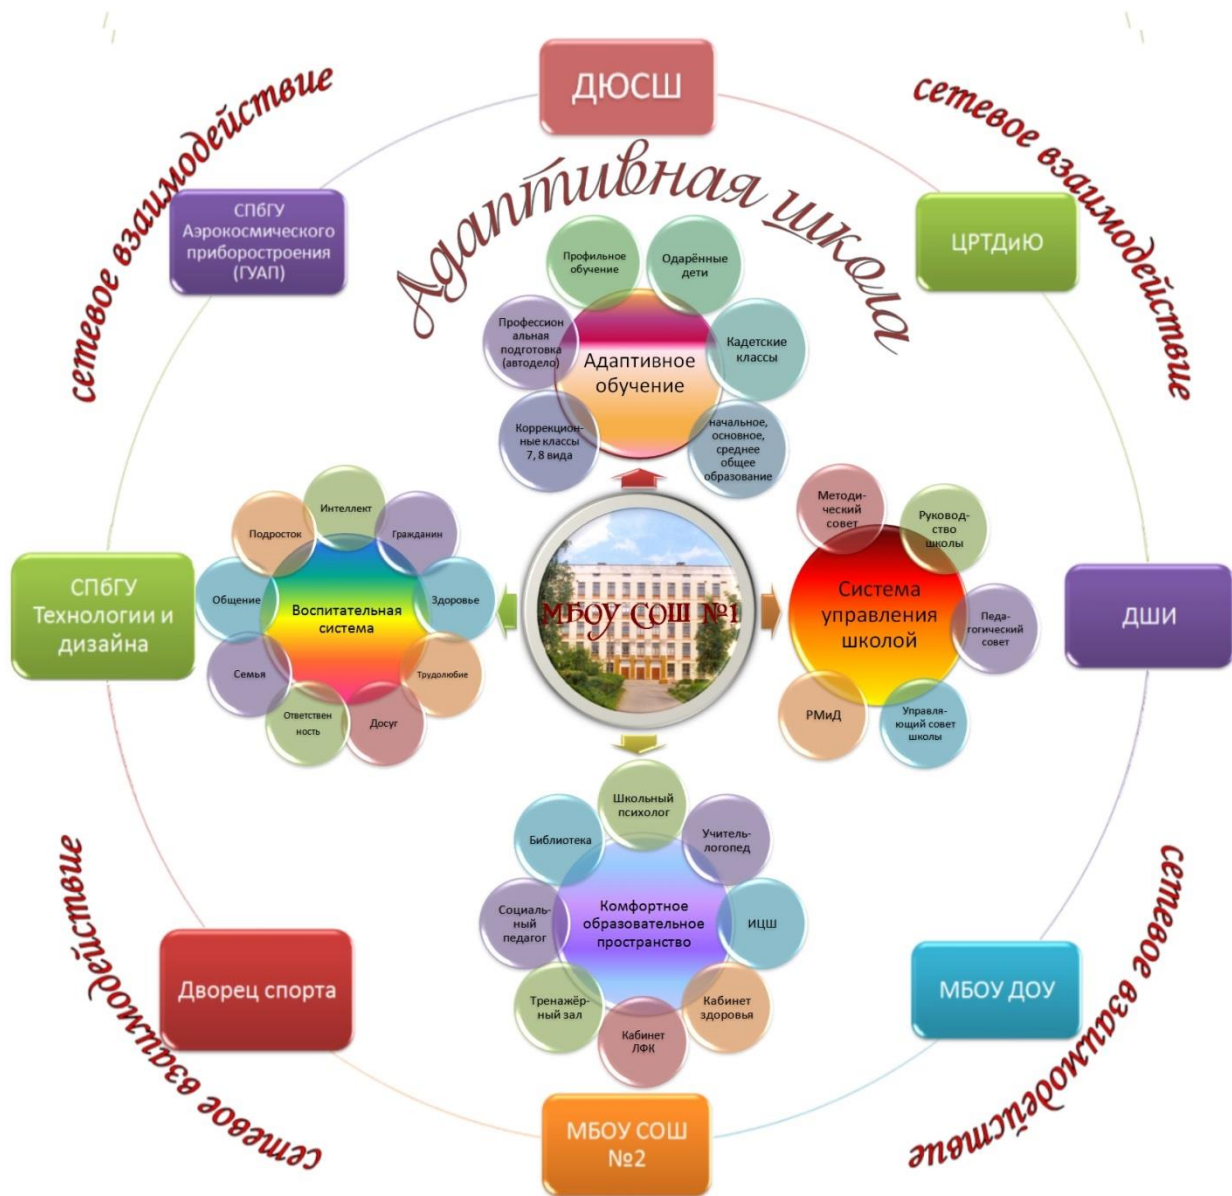 ДЮСШ
сетевое взаимодействие
сетевое взаимодействие
Адаптивная школа
СПбГУ
Аэрокосмического
приборостроения
(ГУАП)
ЦРТДиЮ
Профильное
обучение
Одарённые
дети
Професcион
альная
подготовка
(автодело)
Кадетские
классы
Адаптивное
обучение
Коррекцион-
ные классы
7, 8 вида
начальное,
основное,
среднее
общее
образование
Интеллект
Подросток
Гражданин
Общение
Здоровье
Воспитательная
система
Семья
Трудолюбие
Ответствен
ность
Досуг
МБОУ СОШ №1
Методи-
ческий
совет
Руковод-
ство
школы
Система
управления
школой
Педа-
гогический
совет
РМиД
Управля-
ющий совет
школы
СПбГУ
Технологии и
дизайна
ДШИ
Школьный
психолог
Библиотека
Учитель-
логопед
Социаль-
ный
педагог
Комфортное
образовательное
пространство
ИЦШ
Тренажёр-
ный зал
Кабинет
здоровья
Кабинет
ЛФК
Дворец спорта
МБОУ ДОУ
сетевое взаимодействие
сетевое взаимодействие
МБОУ СОШ
№2